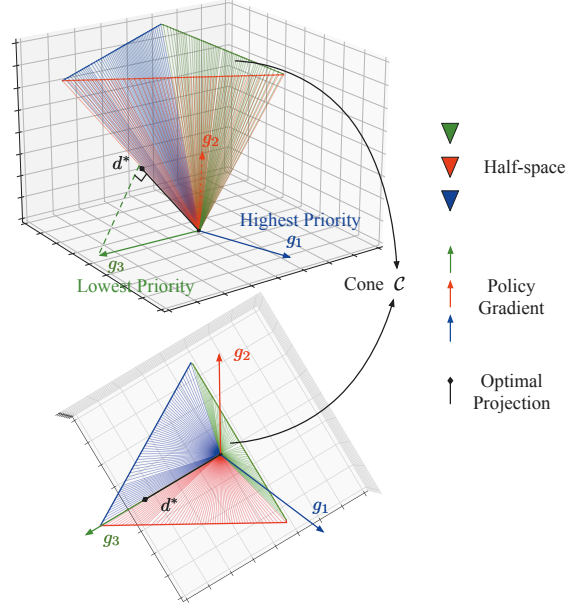 g₂
d*
Highest Priority
g₁
g₃
Lowest Priority
Cone 𝒞
Half-space
Policy
Gradient
Optimal
Projection
g₂
d*
g₁
g₃